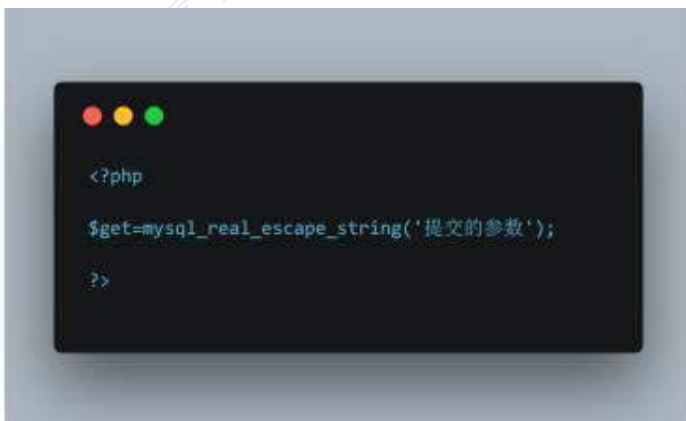 <?php
$get=mysql_real_escape_string('提交的参数');
?>